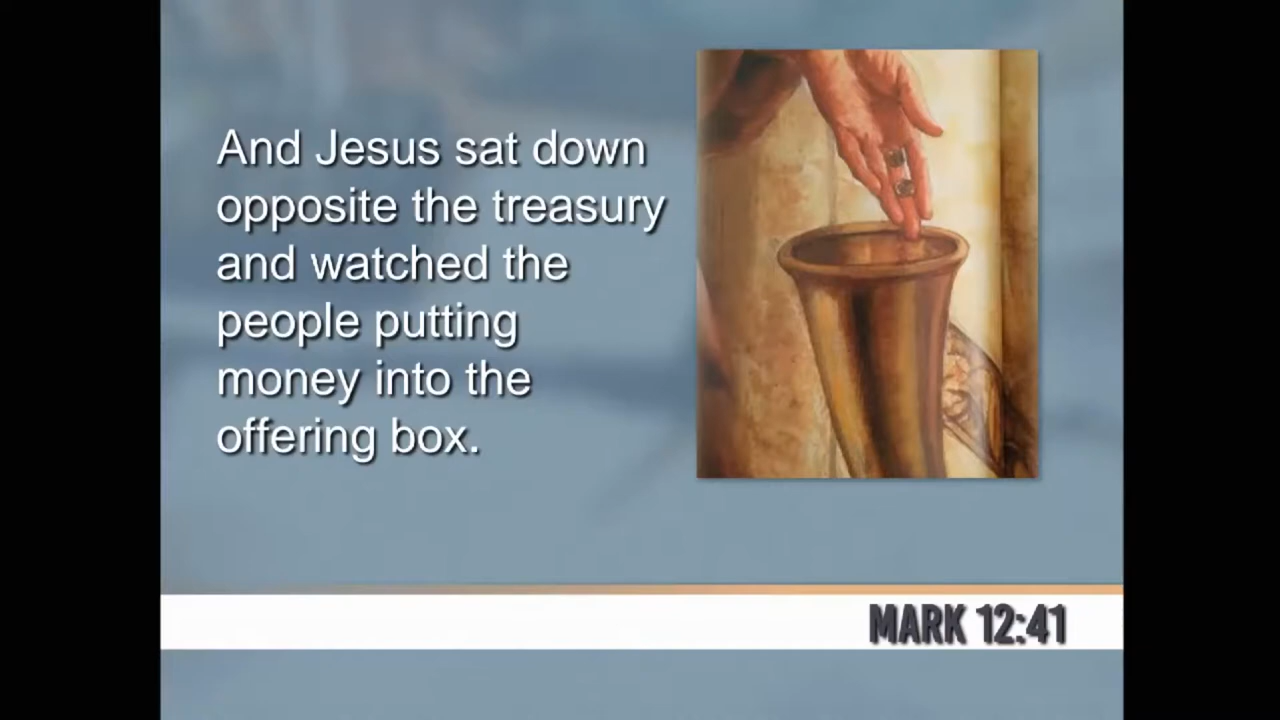 And Jesus sat down
opposite the treasury
and watched the
people putting
money into the
offering box.
MARK 12:41